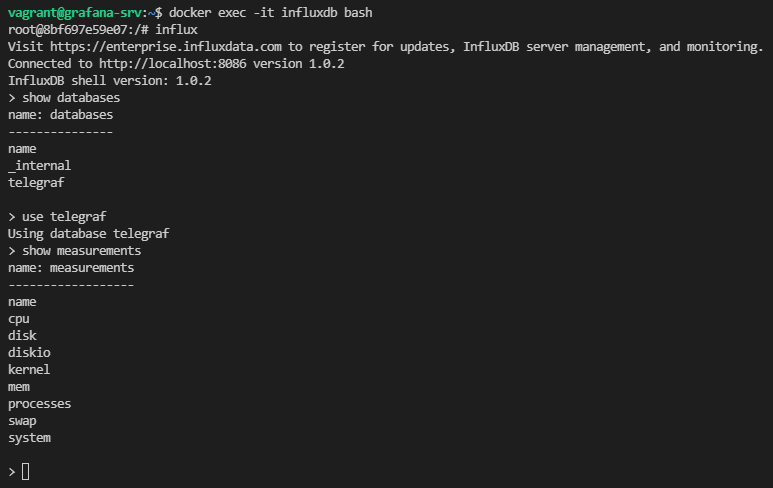 vagrant@grafana-srv:~$ docker exec -it influxdb bash
root@8bf697e59e07:/# influx
Visit https://enterprise.influxdata.com to register for updates, InfluxDB server management, and monitoring.
Connected to http://localhost:8086 version 1.0.2
InfluxDB shell version: 1.0.2
> show databases
name: databases
---------------
name
_internal
telegraf
> use telegraf
Using database telegraf
> show measurements
name: measurements
------------------
name
cpu
disk
diskio
kernel
mem
processes
swap
system
>